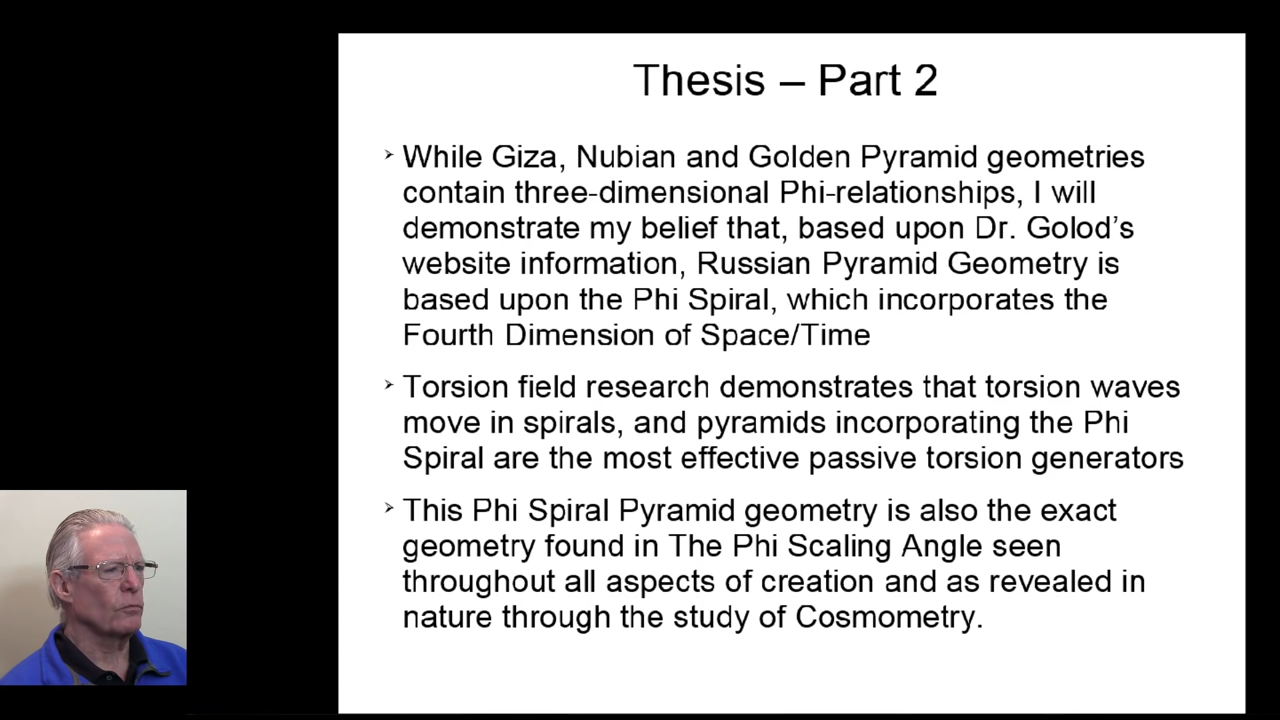 Thesis – Part 2
➢ While Giza, Nubian and Golden Pyramid geometries
contain three-dimensional Phi-relationships, I will
demonstrate my belief that, based upon Dr. Golod’s
website information, Russian Pyramid Geometry is
based upon the Phi Spiral, which incorporates the
Fourth Dimension of Space/Time
➢ Torsion field research demonstrates that torsion waves
move in spirals, and pyramids incorporating the Phi
Spiral are the most effective passive torsion generators
➢ This Phi Spiral Pyramid geometry is also the exact
geometry found in The Phi Scaling Angle seen
throughout all aspects of creation and as revealed in
nature through the study of Cosmometry.